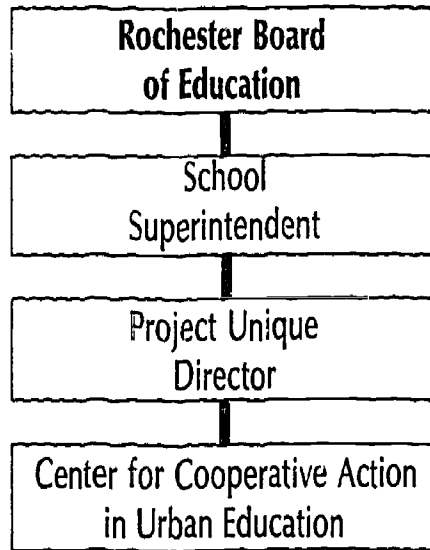 Rochester Board
of Education
School
Superintendent
Project Unique
Director
Center for Cooperative Action
in Urban Education